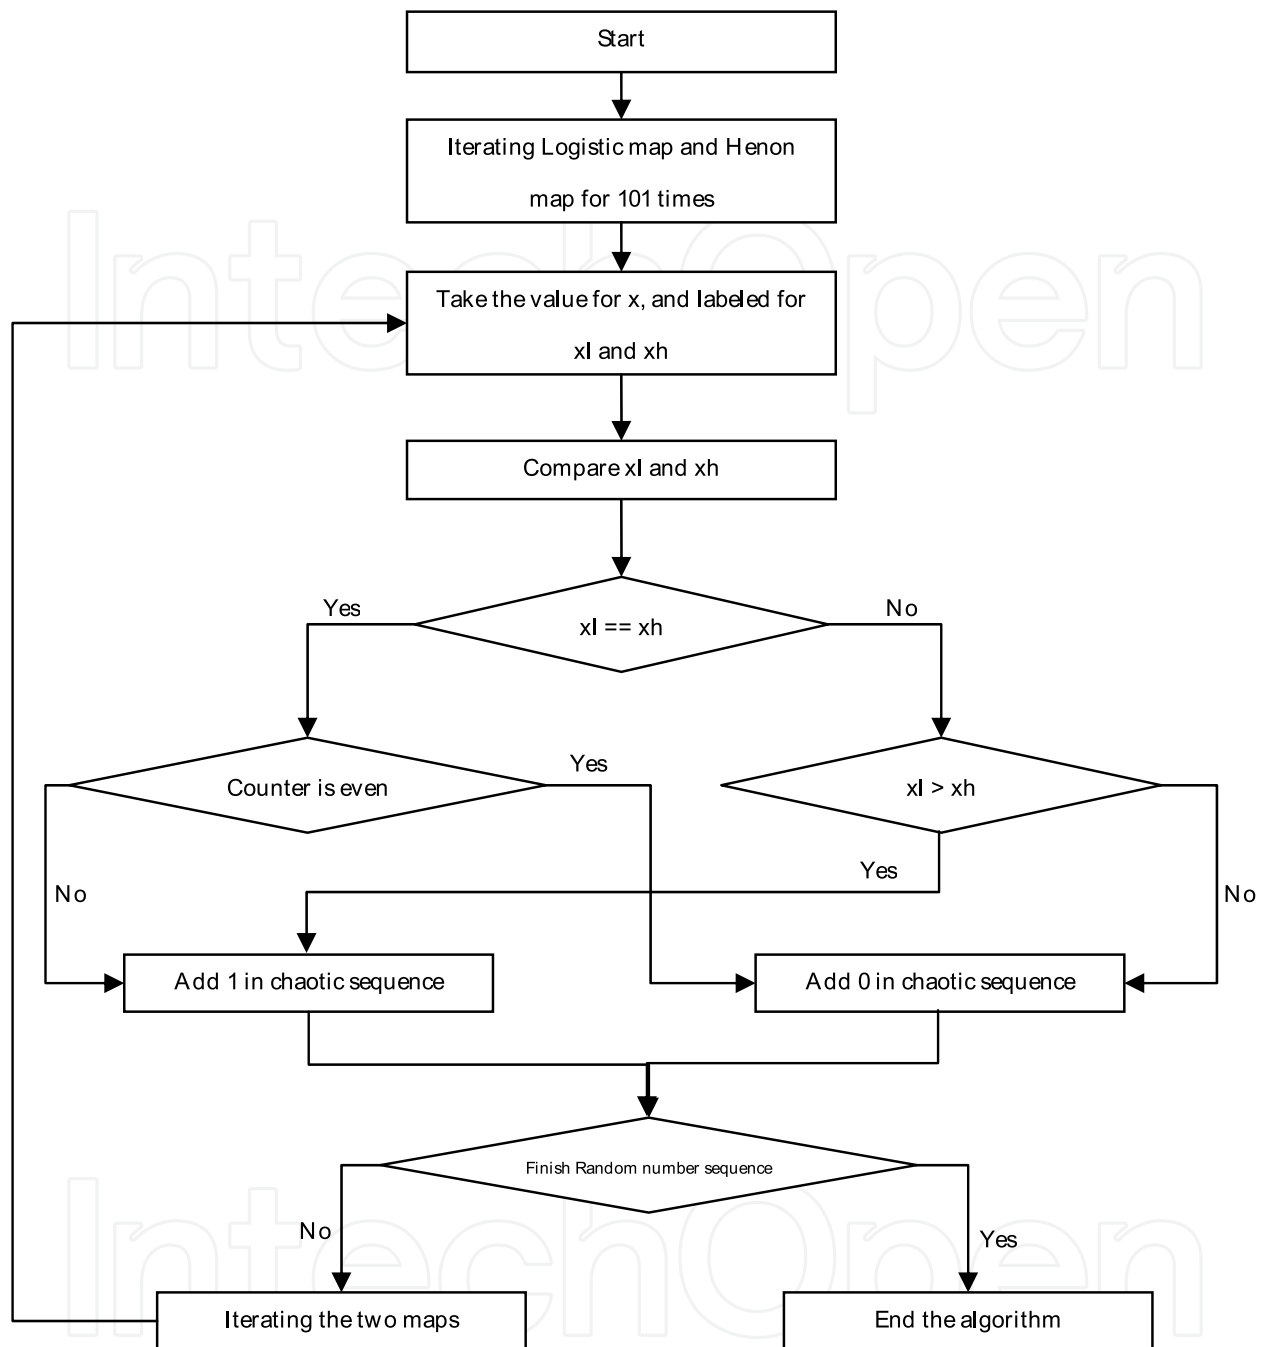 Start
Iterating Logistic map and Henon
map for 101 times
IntechOpen
Take the value for x, and labeled for
xl and xh
Compare xl and xh
xl == xh
Yes
No
Counter is even
Yes
xl > xh
No
Yes
No
Add 1 in chaotic sequence
Add 0 in chaotic sequence
Finish Random number sequence
No
Yes
IntechOpen
Iterating the two maps
End the algorithm